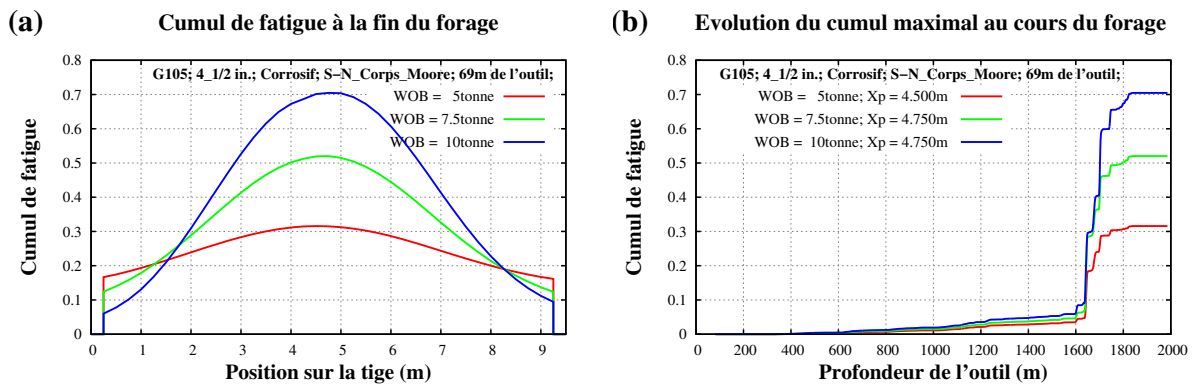 (a)
Cumul de fatigue à la fin du forage
G105; 4_1/2 in.; Corrosif; S−N_Corps_Moore; 69m de l'outil;
WOB = 5tonne
WOB = 7.5tonne
WOB = 10tonne
Cumul de fatigue
0.8
0.7
0.6
0.5
0.4
0.3
0.2
0.1
0
0 1 2 3 4 5 6 7 8 9
Position sur la tige (m)
(b)
Evolution du cumul maximal au cours du forage
G105; 4_1/2 in.; Corrosif; S−N_Corps_Moore; 69m de l'outil;
WOB = 5tonne; Xp = 4.500m
WOB = 7.5tonne; Xp = 4.750m
WOB = 10tonne; Xp = 4.750m
Cumul de fatigue
0.8
0.7
0.6
0.5
0.4
0.3
0.2
0.1
0
0 200 400 600 800 1000 1200 1400 1600 1800 2000
Profondeur de l'outil (m)